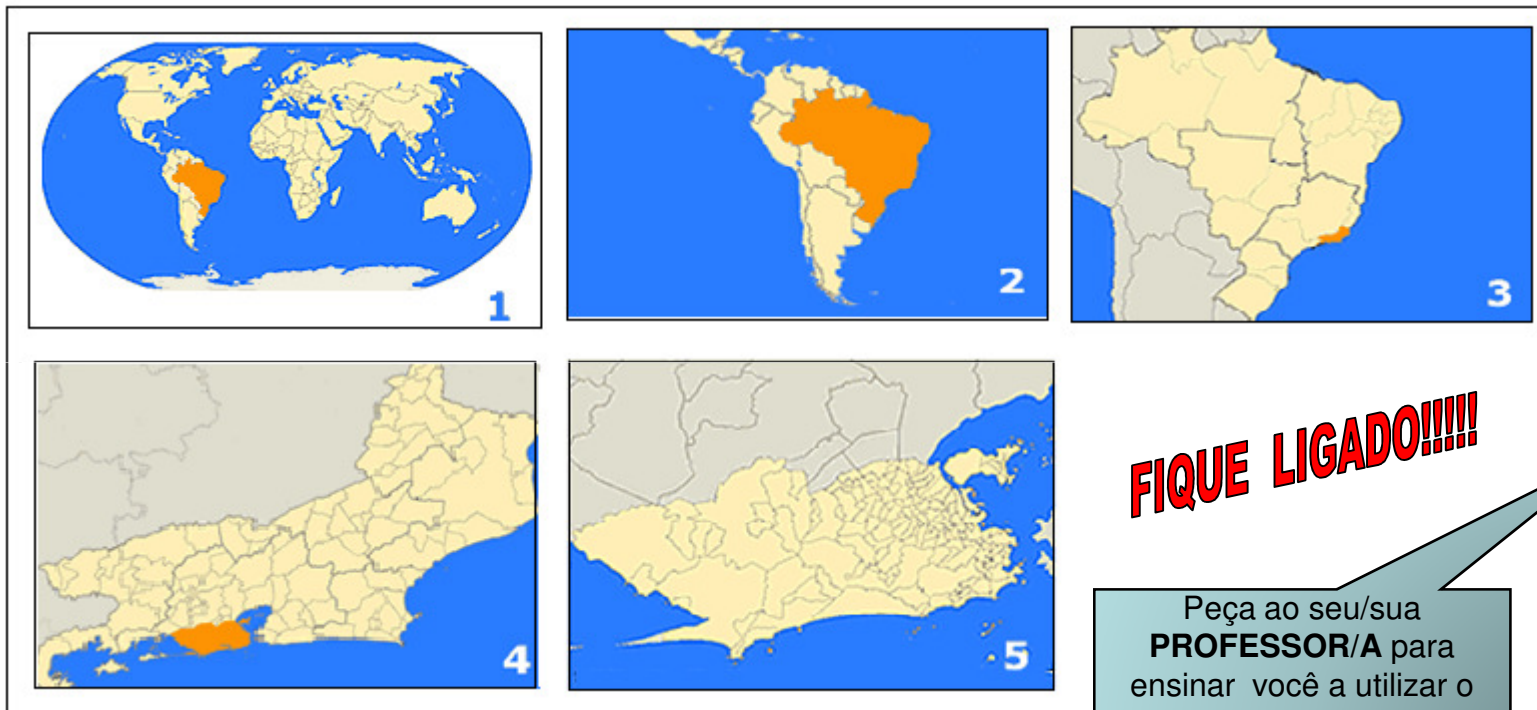 1
2
3
4
5
FIQUE LIGADO!!!!!
Peça ao seu/sua
PROFESSOR/A para
ensinar você a utilizar o